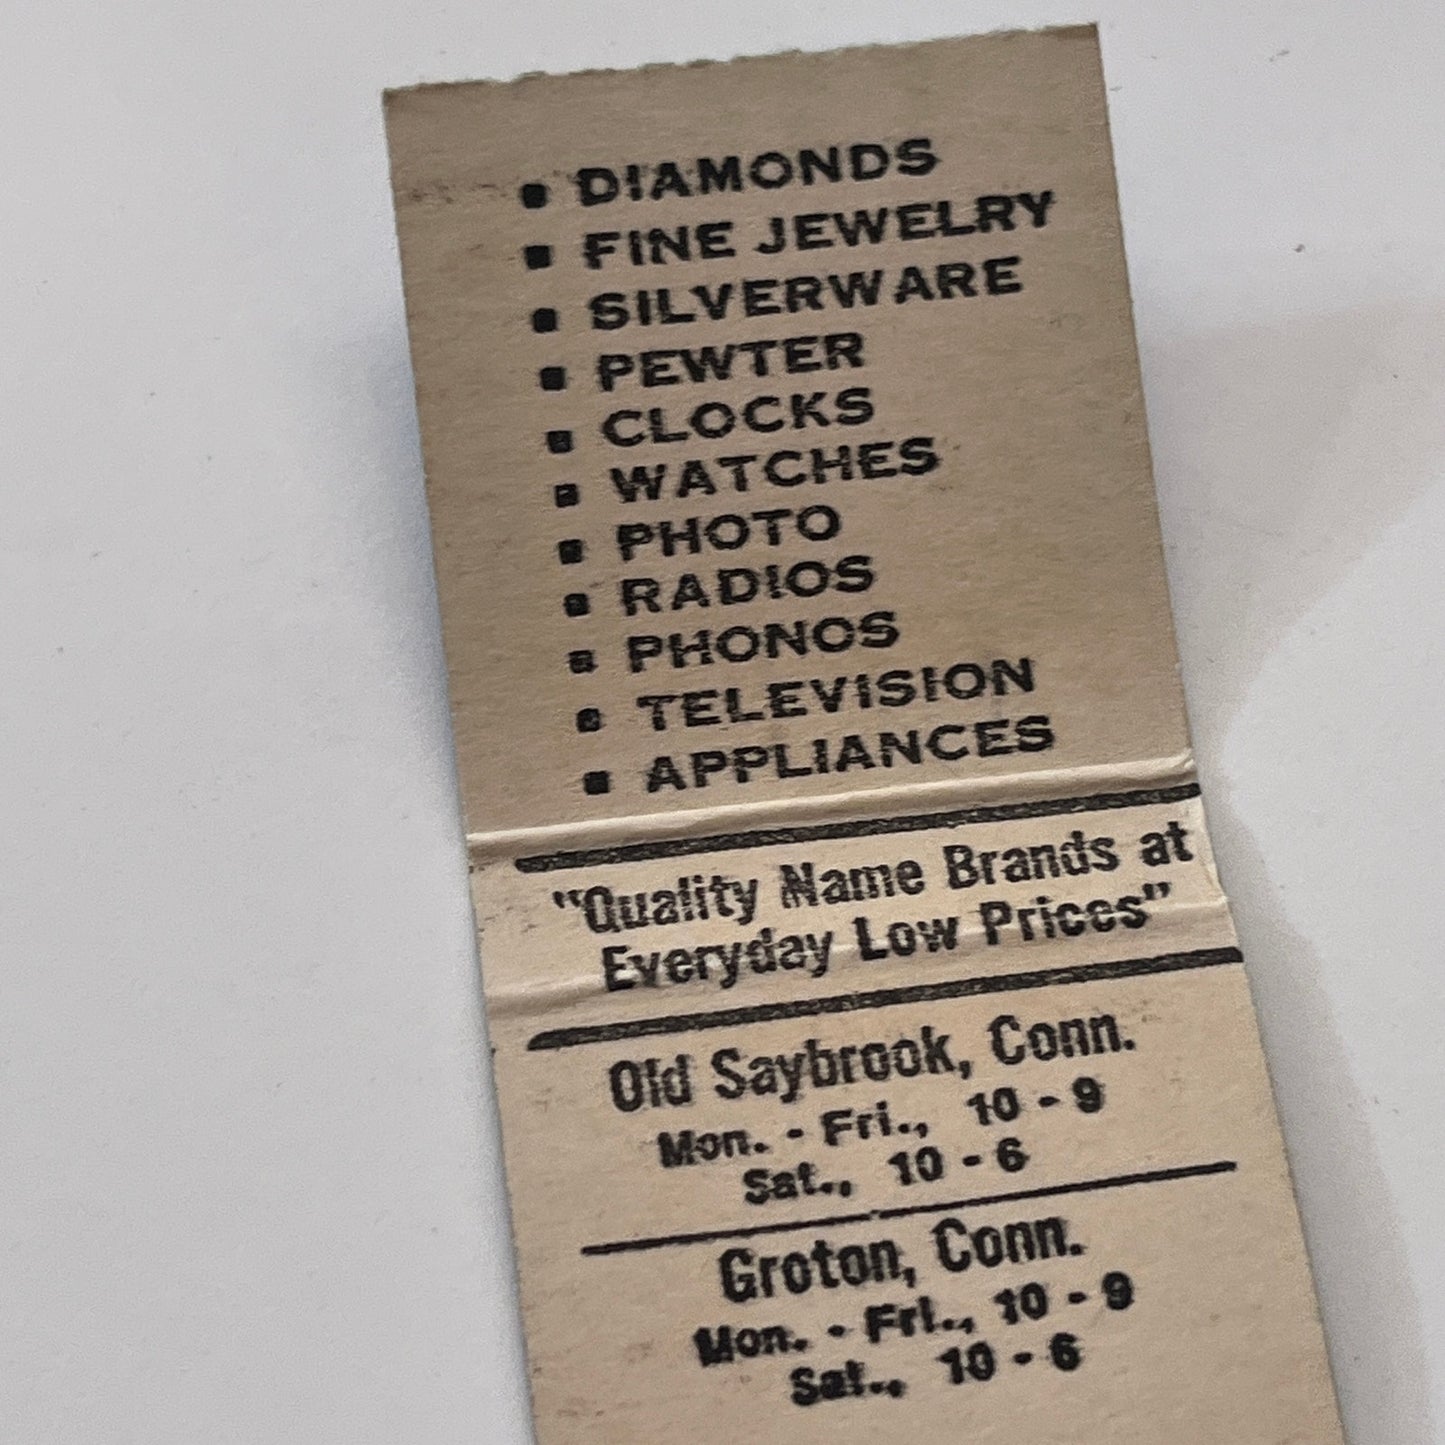 ▪ DIAMONDS
▪ FINE JEWELRY
▪ SILVERWARE
▪ PEWTER
▪ CLOCKS
▪ WATCHES
▪ PHOTO
▪ RADIOS
▪ PHONOS
▪ TELEVISION
▪ APPLIANCES
"Quality Name Brands at
Everyday Low Prices"
Old Saybrook, Conn.
Mon. - Fri., 10 - 9
Sat., 10 - 6
Groton, Conn.
Mon. - Fri., 10 - 9
Sat., 10 - 6